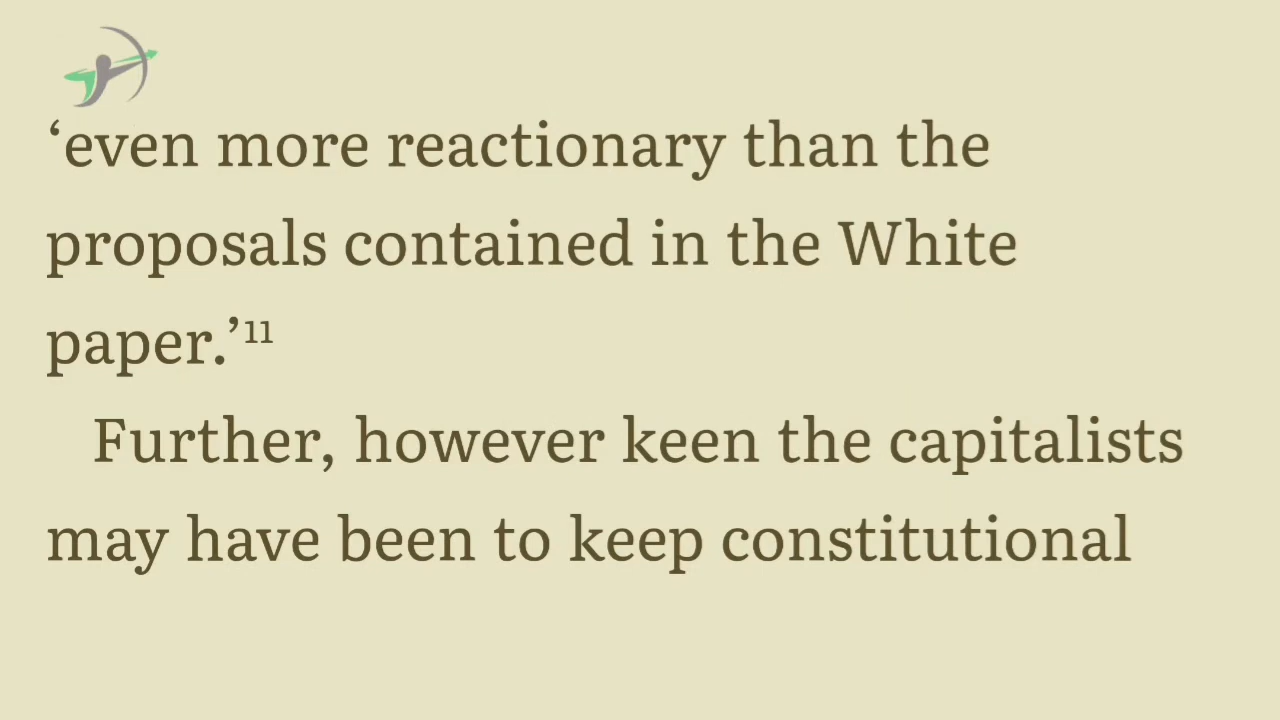 ‘even more reactionary than the
proposals contained in the White
paper.’¹¹
Further, however keen the capitalists
may have been to keep constitutional